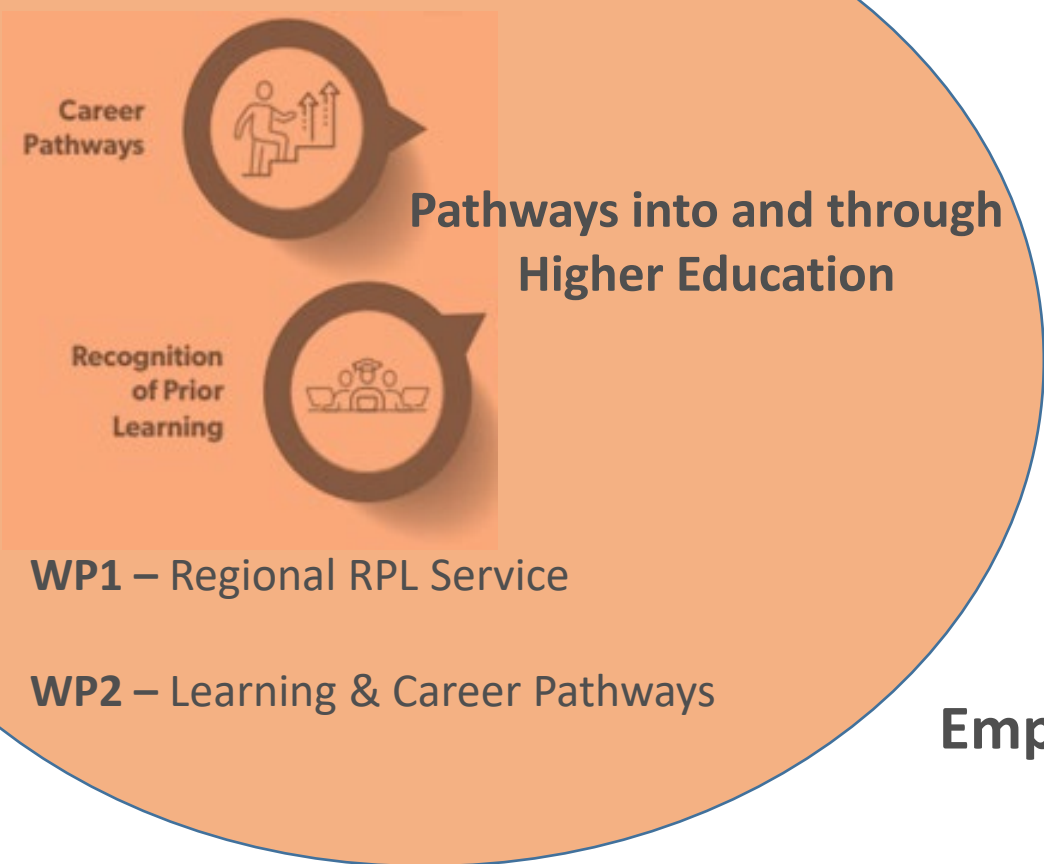 Career
Pathways
Pathways into and through
Higher Education
Recognition
of Prior
Learning
WP1 – Regional RPL Service
WP2 – Learning & Career Pathways
Emp